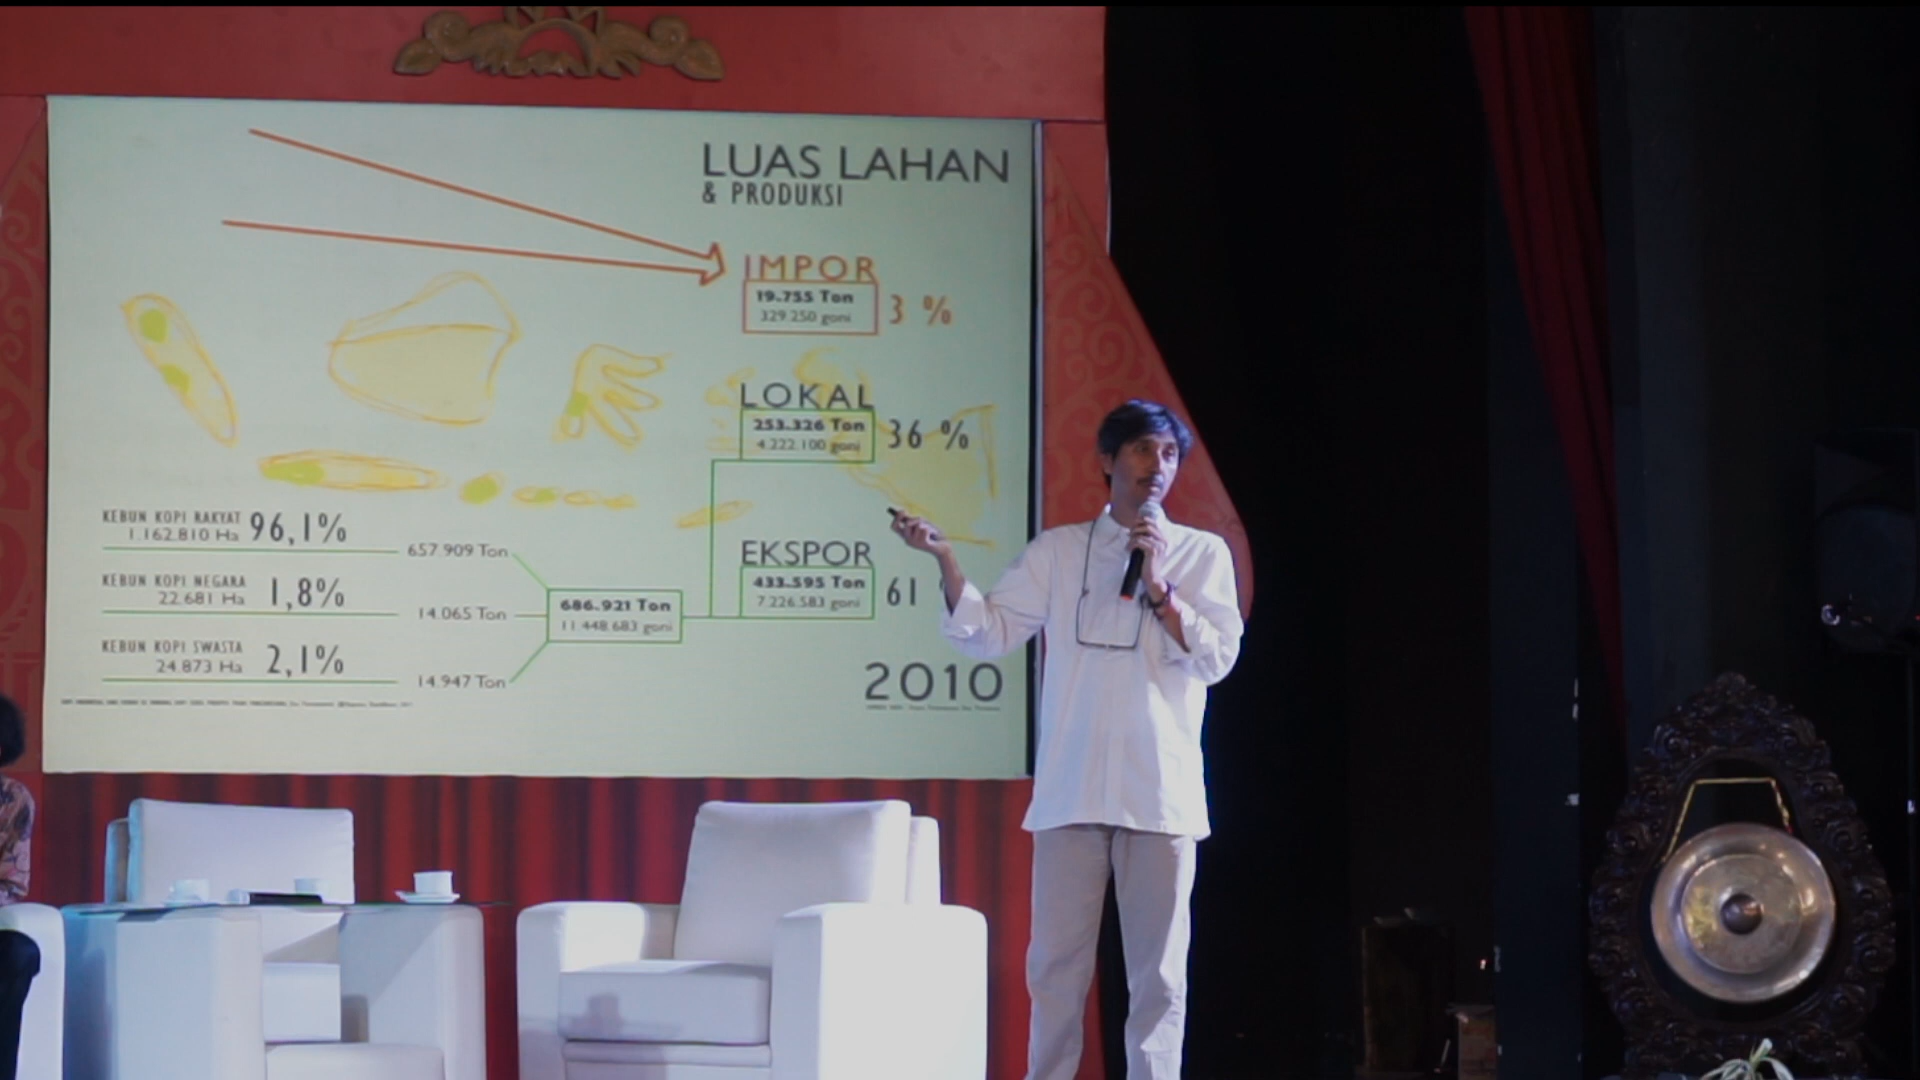 LUAS LAHAN
& PRODUKSI
IMPOR
19.755 Ton
329.250 goni
3 %
LOKAL
253.326 Ton
4.222.100 goni
36 %
KEBUN KOPI RAKYAT
1.162.810 Ha
96,1%
657.909 Ton
KEBUN KOPI NEGARA
22.681 Ha
1,8%
14.065 Ton
KEBUN KOPI SWASTA
24.873 Ha
2,1%
14.947 Ton
686.921 Ton
11.448.683 goni
EKSPOR
433.595 Ton
7.226.583 goni
61
2010